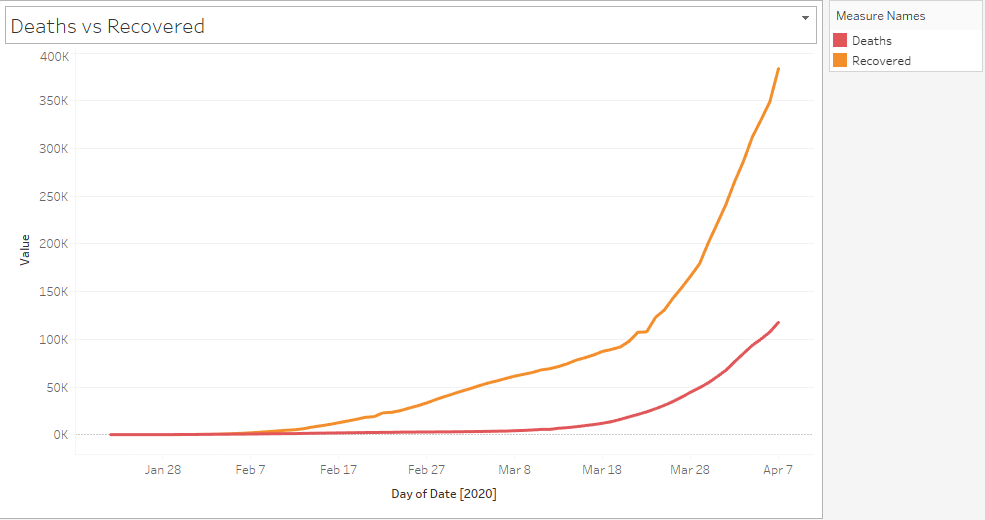 Deaths vs Recovered
Measure Names
Deaths
Recovered
400K
350K
300K
250K
200K
150K
100K
50K
0K
Value
Jan 28 Feb 7 Feb 17 Feb 27 Mar 8 Mar 18 Mar 28 Apr 7
Day of Date [2020]